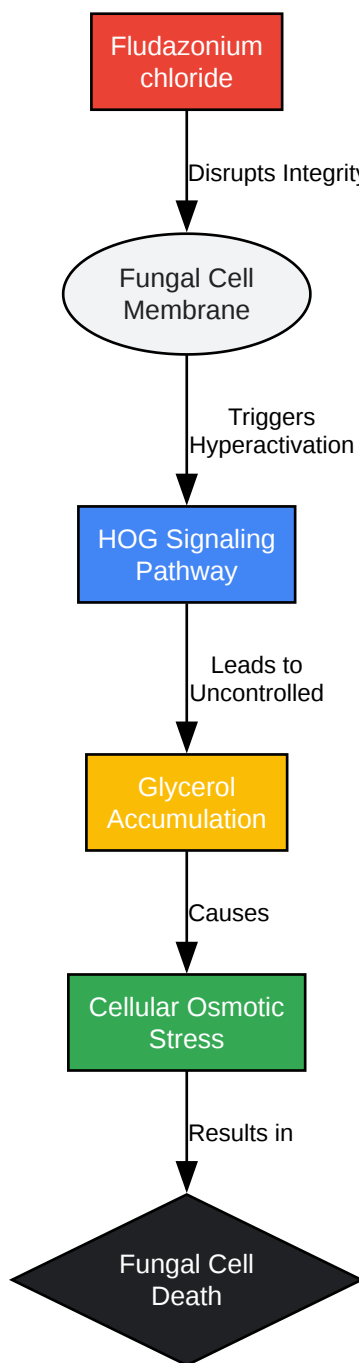 Fludazonium
chloride
Disrupts Integrity
Fungal Cell
Membrane
Triggers
Hyperactivation
HOG Signaling
Pathway
Leads to
Uncontrolled
Glycerol
Accumulation
Causes
Cellular Osmotic
Stress
Results in
Fungal Cell
Death